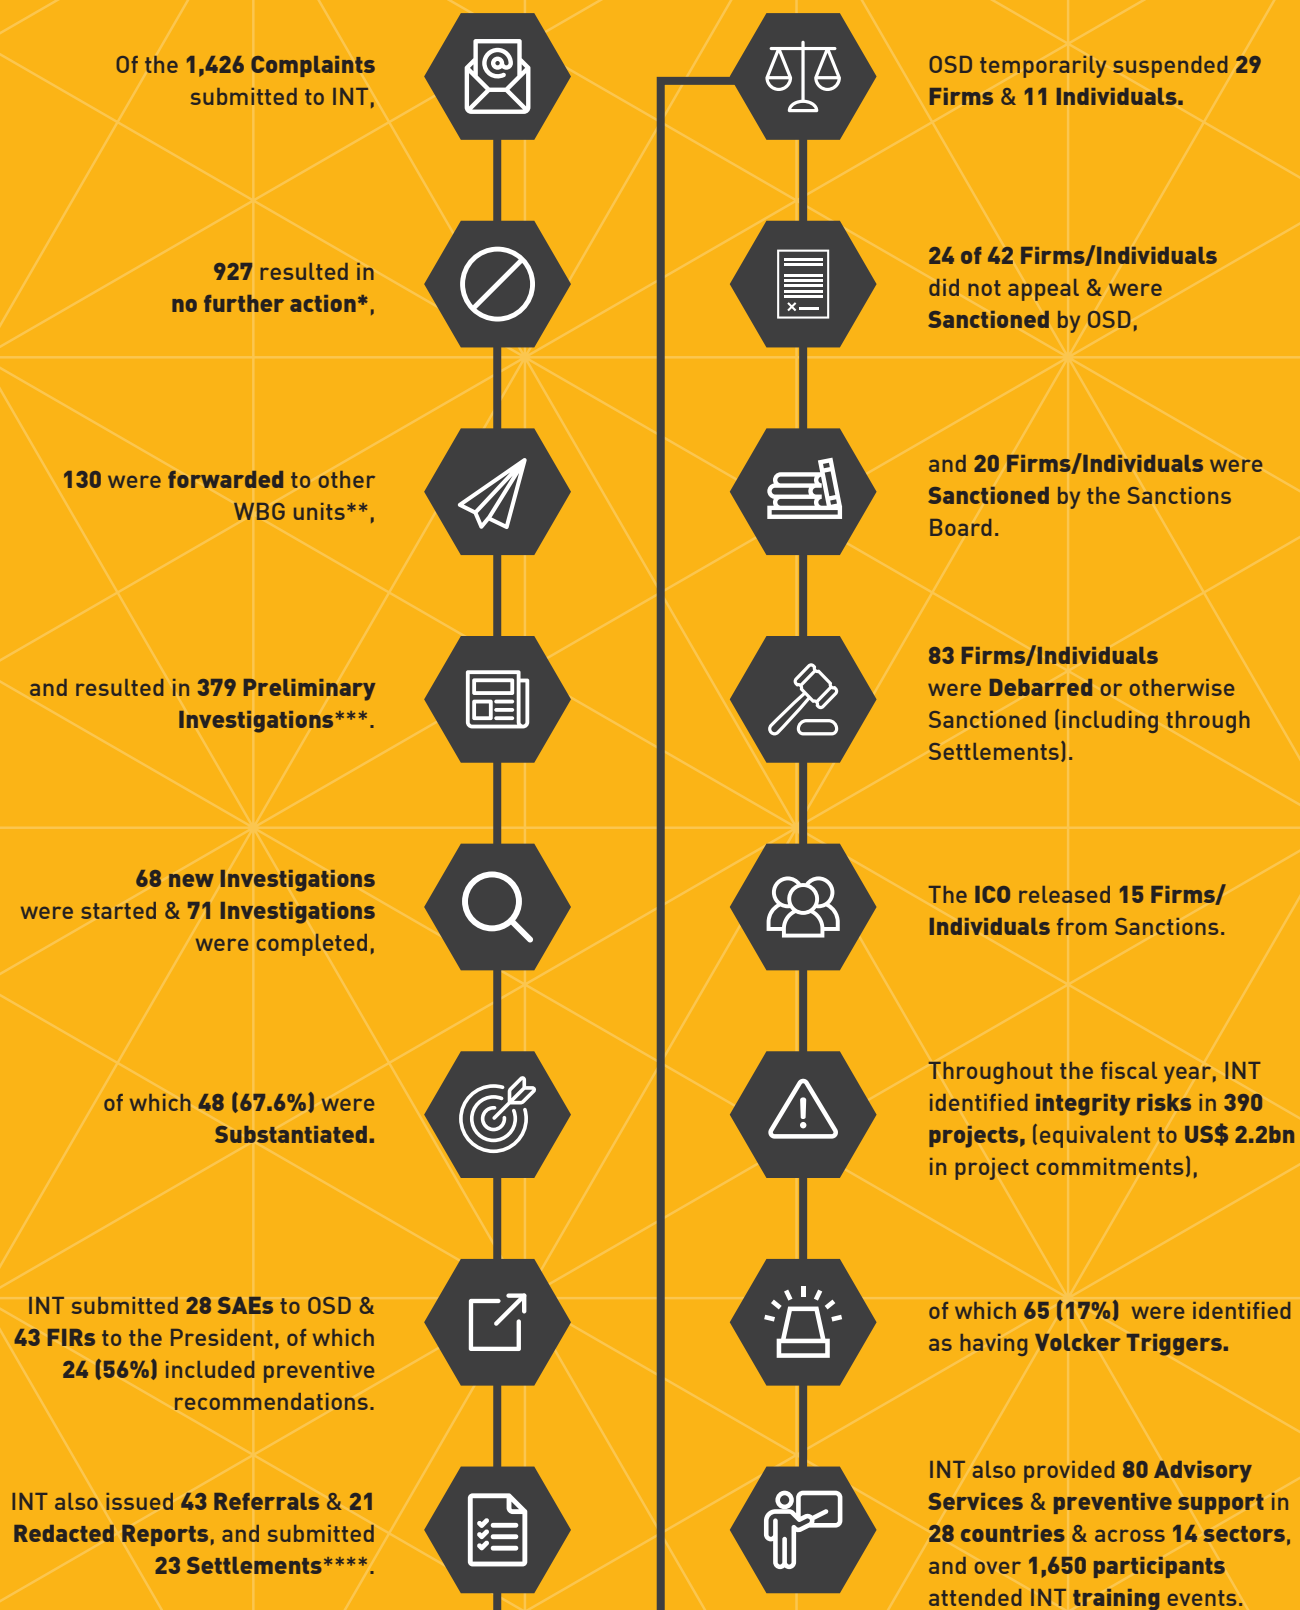 Of the 1,426 Complaints
submitted to INT,
927 resulted in
no further action*,
130 were forwarded to other
WBG units**,
and resulted in 379 Preliminary
Investigations***.
68 new Investigations
were started & 71 Investigations
were completed,
of which 48 (67.6%) were
Substantiated.
INT submitted 28 SAEs to OSD &
43 FIRs to the President, of which
24 (56%) included preventive
recommendations.
INT also issued 43 Referrals & 21
Redacted Reports, and submitted
23 Settlements****.
OSD temporarily suspended 29
Firms & 11 Individuals.
24 of 42 Firms/Individuals
did not appeal & were
Sanctioned by OSD,
and 20 Firms/Individuals were
Sanctioned by the Sanctions
Board.
83 Firms/Individuals
were Debarred or otherwise
Sanctioned (including through
Settlements).
The ICO released 15 Firms/
Individuals from Sanctions.
Throughout the fiscal year, INT
identified integrity risks in 390
projects, (equivalent to US$ 2.2bn
in project commitments),
of which 65 (17%) were identified
as having Volcker Triggers.
INT also provided 80 Advisory
Services & preventive support in
28 countries & across 14 sectors,
and over 1,650 participants
attended INT training events.